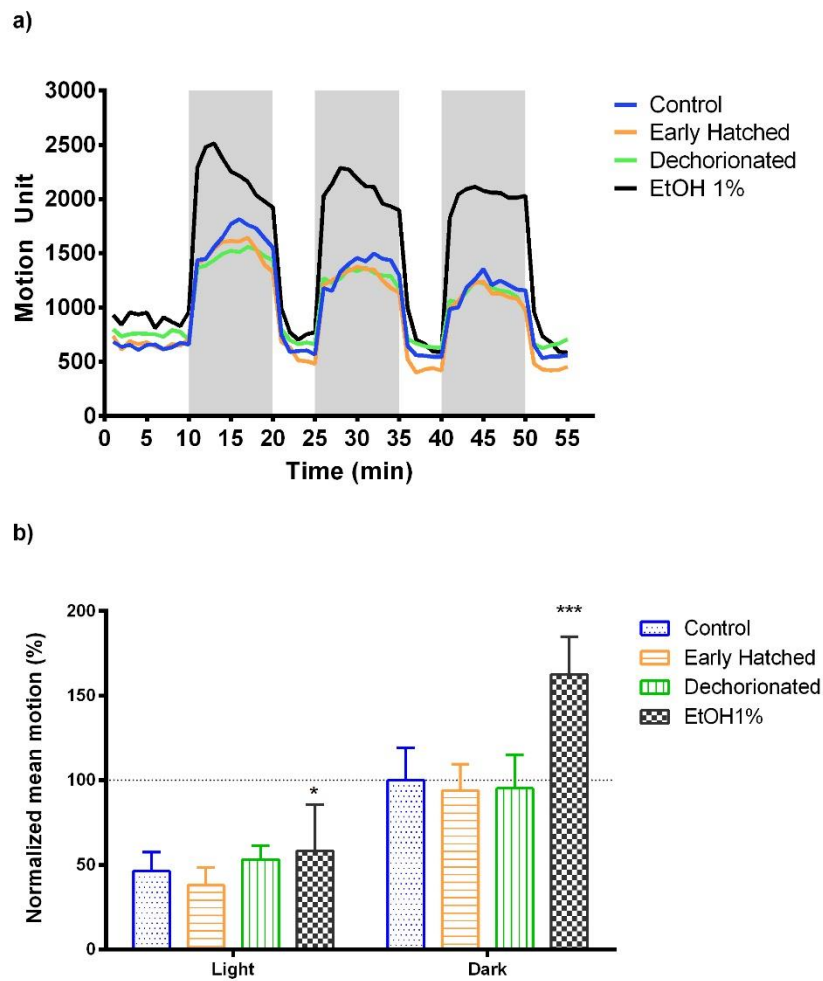 a)
3000
2500
2000
1500
1000
500
0
Motion Unit
0 5 10 15 20 25 30 35 40 45 50 55
Time (min)
Control
Early Hatched
Dechorionated
EtOH 1%
b)
200
150
100
50
0
Normalized mean motion (%)
*
***
Light Dark
Control
Early Hatched
Dechorionated
EtOH1%